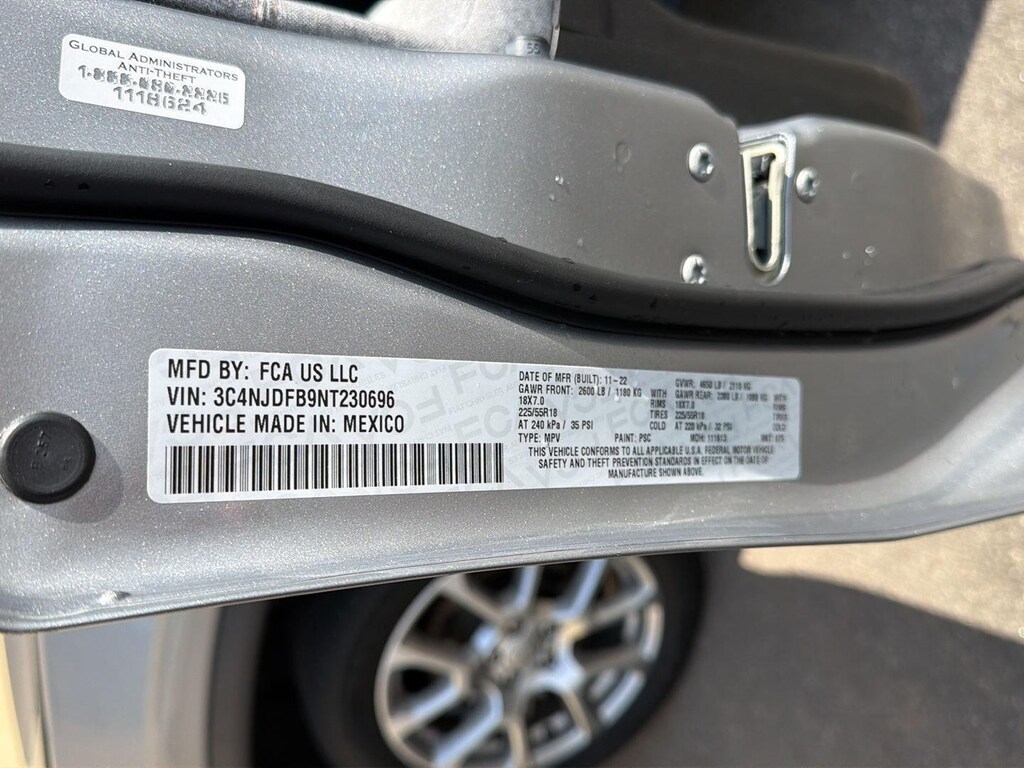 GLOBAL ADMINISTRATORS
ANTI-THEFT
1118624
55
MFD BY: FCA US LLC
VIN: 3C4NJDFB9NT230696
VEHICLE MADE IN: MEXICO
DATE OF MFR (BUILT): 11-22 GVWR: 4650 LB / 2110 KG
GAWR FRONT: 2600 LB / 1180 KG WITH GAWR REAR: LB / KG WITH
18X7.0 RIMS 18X7.0 RIMS
225/55R18 TIRES 225/55R18 TIRES
AT 240 kPa / 35 PSI COLD AT 220 kPa / 32 PSI COLD
TYPE: MPV PAINT: PSC MDH: INT:
THIS VEHICLE CONFORMS TO ALL APPLICABLE U.S.A. FEDERAL MOTOR VEHICLE
SAFETY AND THEFT PREVENTION STANDARDS IN EFFECT ON THE DATE OF
MANUFACTURE SHOWN ABOVE.